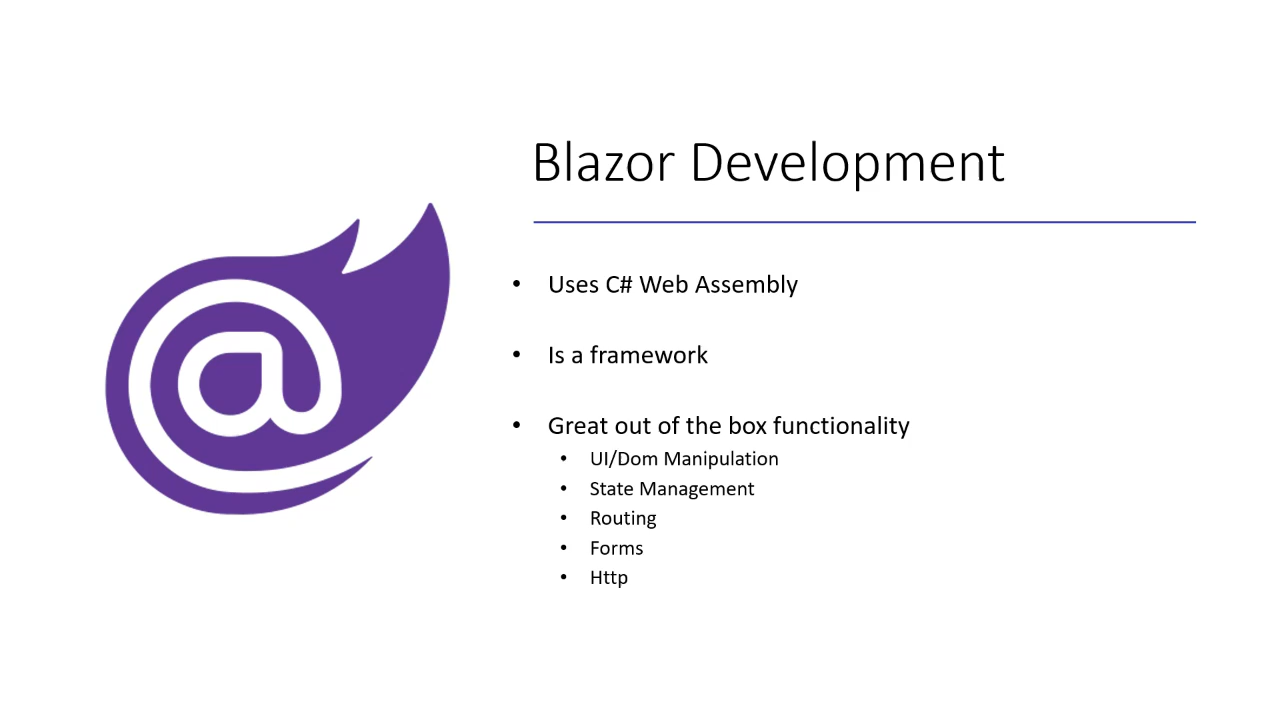 Blazor Development
• Uses C# Web Assembly
• Is a framework
• Great out of the box functionality
• UI/Dom Manipulation
• State Management
• Routing
• Forms
• Http